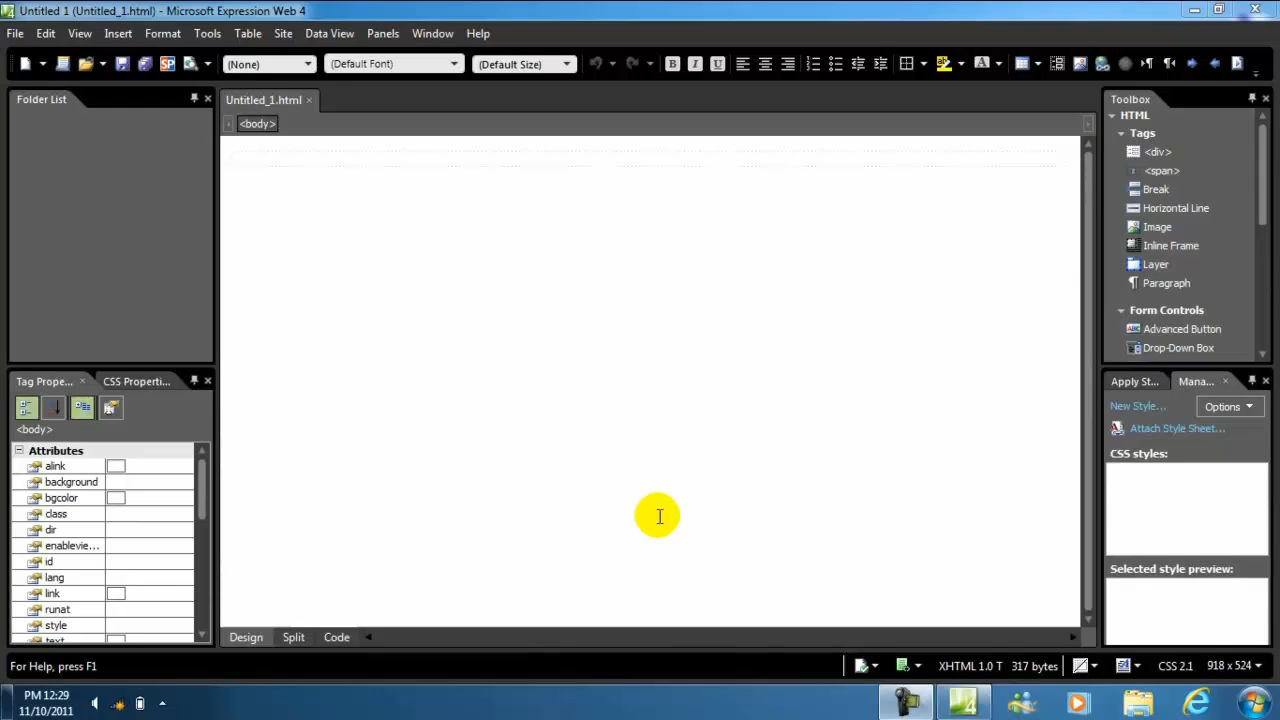 Untitled 1 (Untitled_1.html) - Microsoft Expression Web 4
File Edit View Insert Format Tools Table Site Data View Panels Window Help
(None) (Default Font) (Default Size) B I U
Folder List
Untitled_1.html
<body>
Toolbox
HTML
Tags
<div>
<span>
Break
Horizontal Line
Image
Inline Frame
Layer
Paragraph
Form Controls
Advanced Button
Drop-Down Box
Tag Prope... CSS Properti...
<body>
Attributes
alink
background
bgcolor
class
dir
enablevie...
id
lang
link
runat
style
text
Apply St... Mana...
New Style... Options
Attach Style Sheet...
CSS styles:
Selected style preview:
Design Split Code
For Help, press F1
XHTML 1.0 T 317 bytes CSS 2.1 918 x 524
PM 12:29
11/10/2011